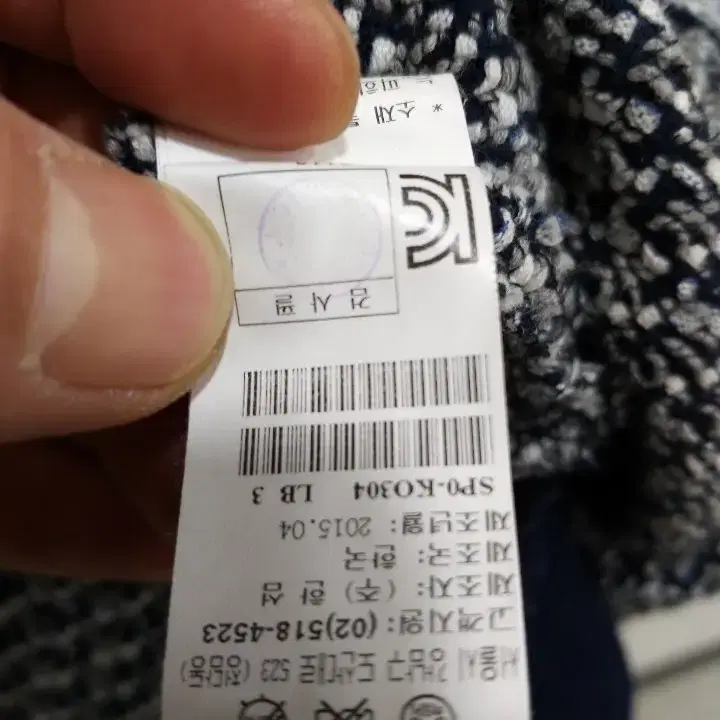 서울시 강남구 도산대로 523 (청담동)
고객지원: (02)518-4523
제조자: (주) 한 섬
제조국: 한국
제조년월: 2015.04
SP0-KO304 LB 3
검 사 필
* 소재